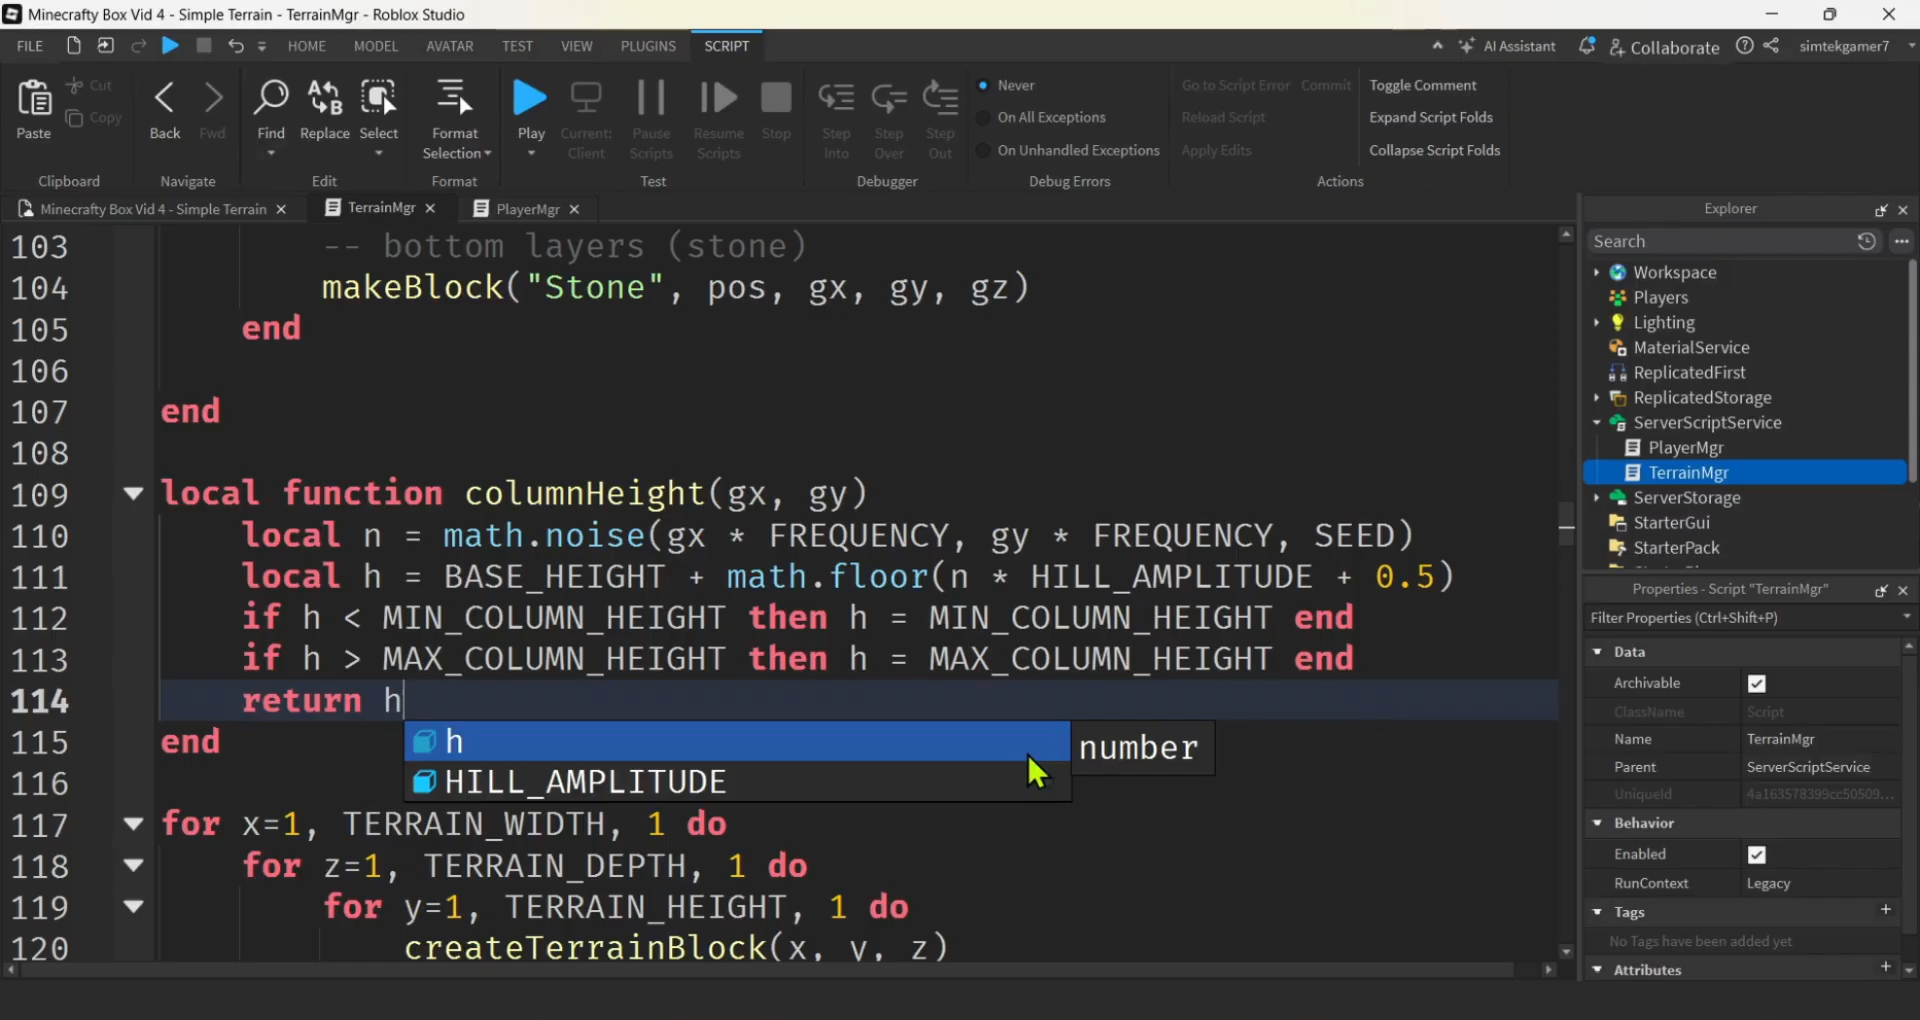 Minecrafty Box Vid 4 - Simple Terrain - TerrainMgr - Roblox Studio
FILE HOME MODEL AVATAR TEST VIEW PLUGINS SCRIPT AI Assistant Collaborate simtekgamer7
Paste Cut Copy
Clipboard
Back Fwd
Navigate
Find Replace Select
Edit
Format Selection
Format
Play Current: Client Pause Scripts Resume Scripts Stop
Test
Step Into Step Over Step Out
Debugger
Never
On All Exceptions
On Unhandled Exceptions
Debug Errors
Go to Script Error Commit
Reload Script
Apply Edits
Toggle Comment
Expand Script Folds
Collapse Script Folds
Actions
Minecrafty Box Vid 4 - Simple Terrain TerrainMgr PlayerMgr
103 -- bottom layers (stone)
104 makeBlock("Stone", pos, gx, gy, gz)
105 end
106
107 end
108
109 local function columnHeight(gx, gy)
110 local n = math.noise(gx * FREQUENCY, gy * FREQUENCY, SEED)
111 local h = BASE_HEIGHT + math.floor(n * HILL_AMPLITUDE + 0.5)
112 if h < MIN_COLUMN_HEIGHT then h = MIN_COLUMN_HEIGHT end
113 if h > MAX_COLUMN_HEIGHT then h = MAX_COLUMN_HEIGHT end
114 return h
115 end
h number
HILL_AMPLITUDE
116
117 for x=1, TERRAIN_WIDTH, 1 do
118 for z=1, TERRAIN_DEPTH, 1 do
119 for y=1, TERRAIN_HEIGHT, 1 do
120 createTerrainBlock(x, y, z)
Explorer
Search
Workspace
Players
Lighting
MaterialService
ReplicatedFirst
ReplicatedStorage
ServerScriptService
PlayerMgr
TerrainMgr
ServerStorage
StarterGui
StarterPack
Properties - Script "TerrainMgr"
Filter Properties (Ctrl+Shift+P)
Data
Archivable
ClassName Script
Name TerrainMgr
Parent ServerScriptService
UniqueId 4a163578399cc50509...
Behavior
Enabled
RunContext Legacy
Tags
No Tags have been added yet
Attributes